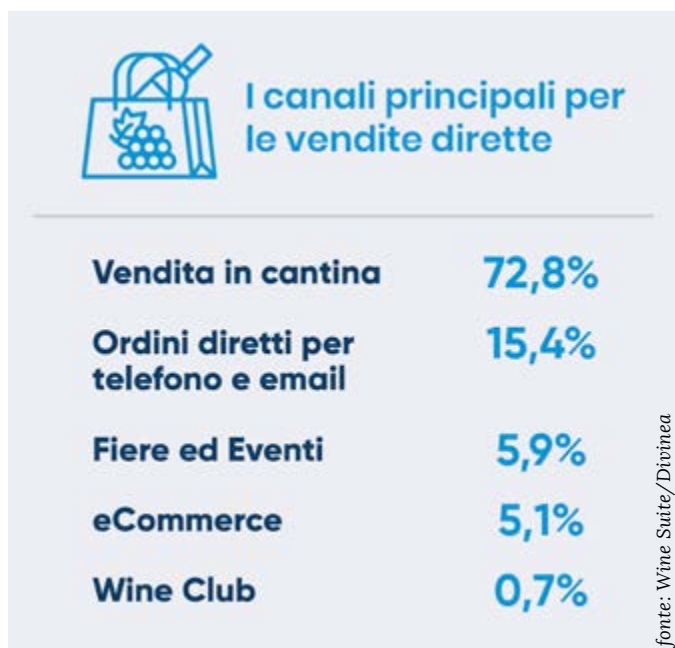 I canali principali per
le vendite dirette
Vendita in cantina 72,8%
Ordini diretti per 15,4%
telefono e email
Fiere ed Eventi 5,9%
eCommerce 5,1%
Wine Club 0,7%
fonte: Wine Suite/Divinea